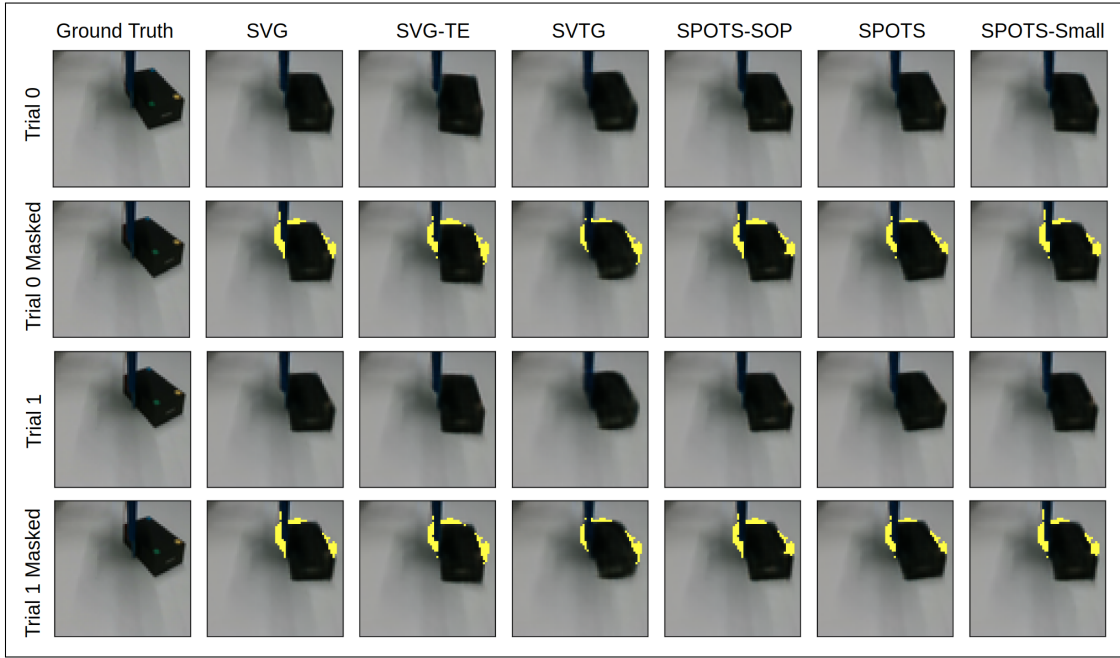 Ground Truth SVG SVG-TE SVTG SPOTS-SOP SPOTS SPOTS-Small
Trial 0
Trial 0 Masked
Trial 1
Trial 1 Masked